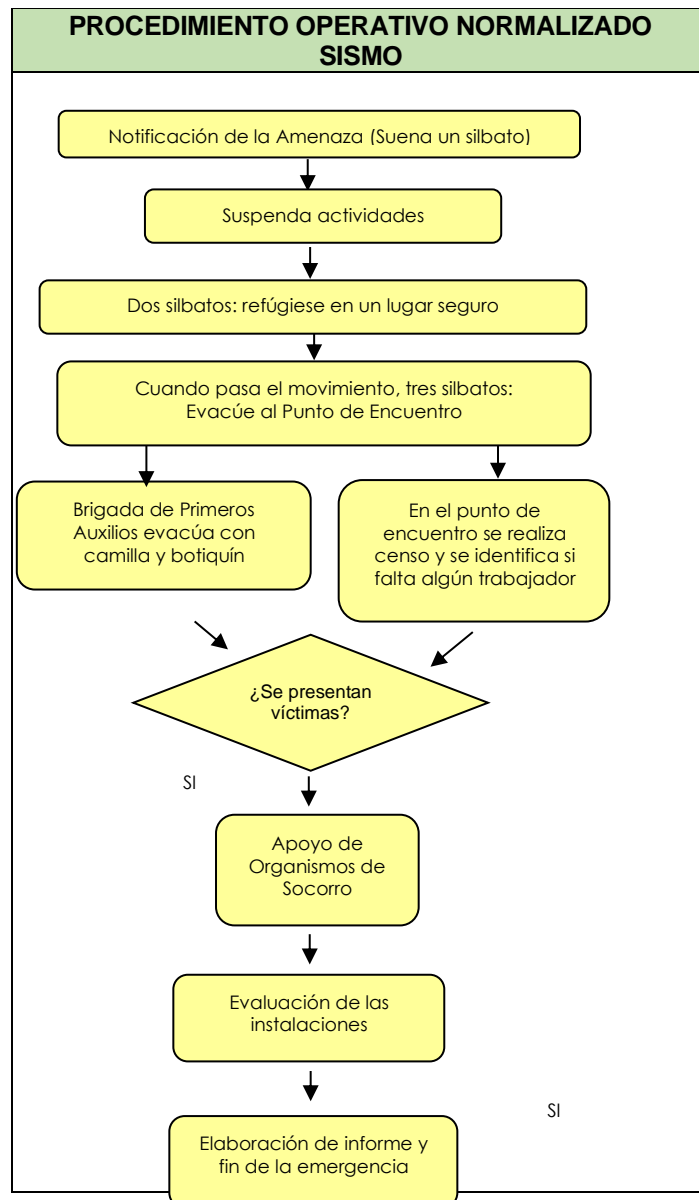 PROCEDIMIENTO OPERATIVO NORMALIZADO
SISMO
Notificación de la Amenaza (Suena un silbato)
Suspenda actividades
Dos silbatos: refúgiese en un lugar seguro
Cuando pasa el movimiento, tres silbatos:
Evacúe al Punto de Encuentro
Brigada de Primeros
Auxilios evacúa con
camilla y botiquín
En el punto de
encuentro se realiza
censo y se identifica si
falta algún trabajador
¿Se presentan
víctimas?
SI
Apoyo de
Organismos de
Socorro
Evaluación de las
instalaciones
SI
Elaboración de informe y
fin de la emergencia